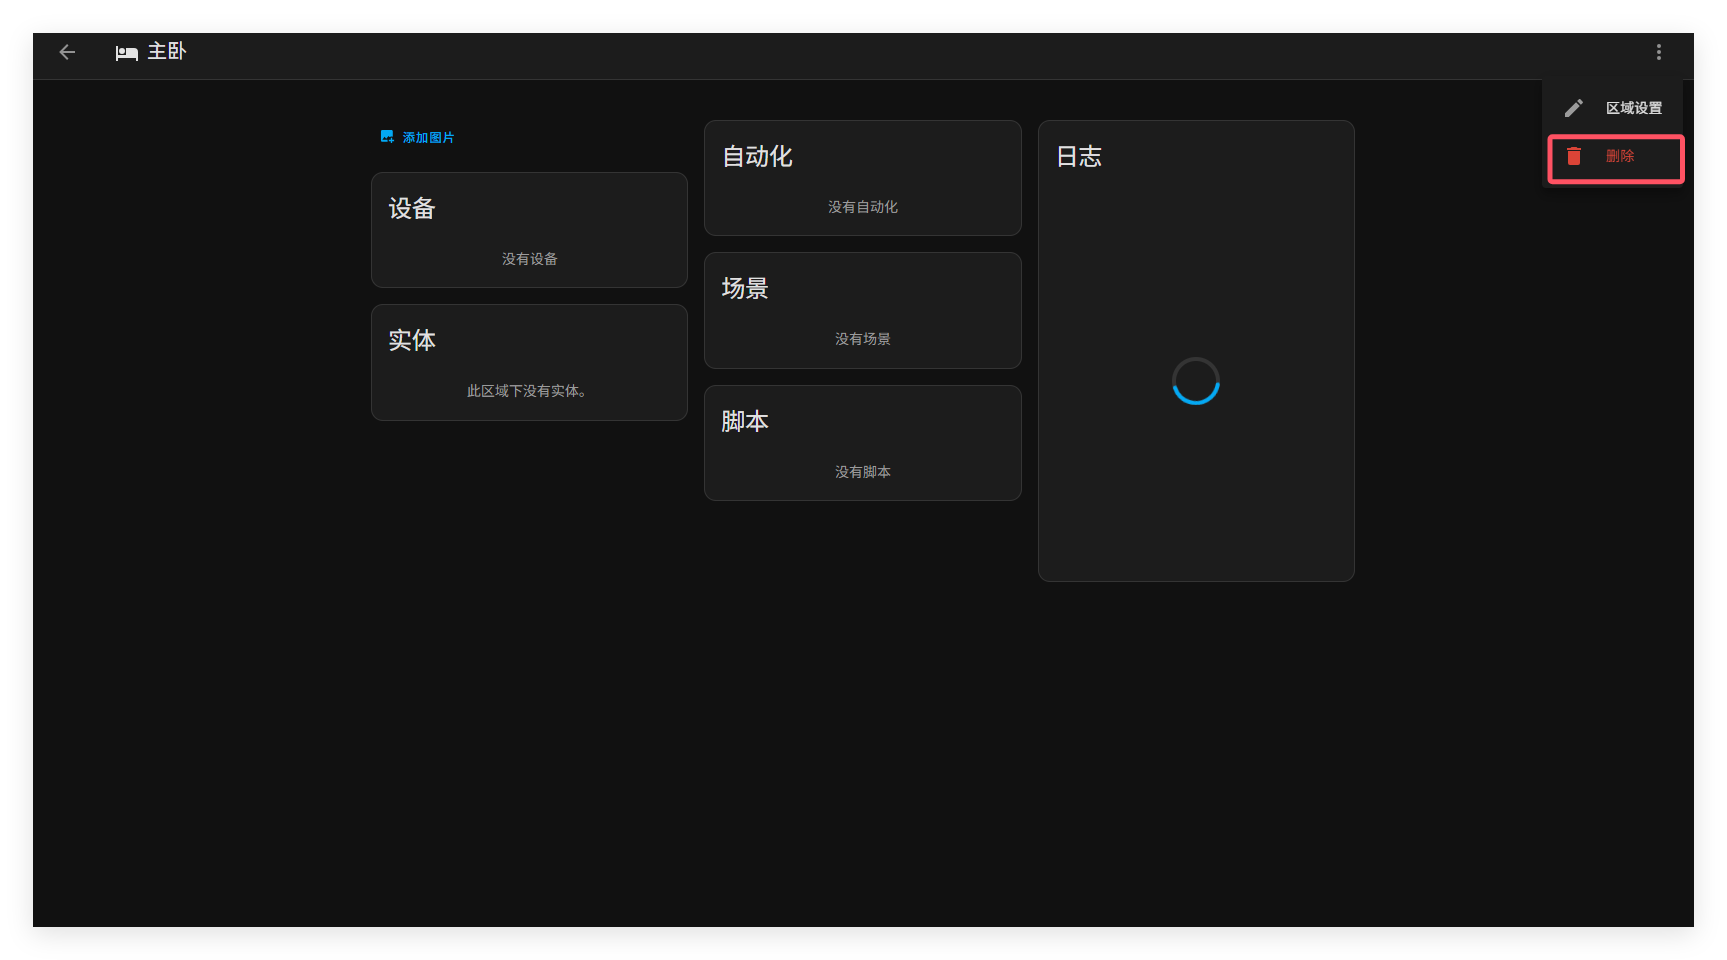 主卧
区域设置
删除
添加图片
设备
没有设备
实体
此区域下没有实体。
自动化
没有自动化
场景
没有场景
脚本
没有脚本
日志